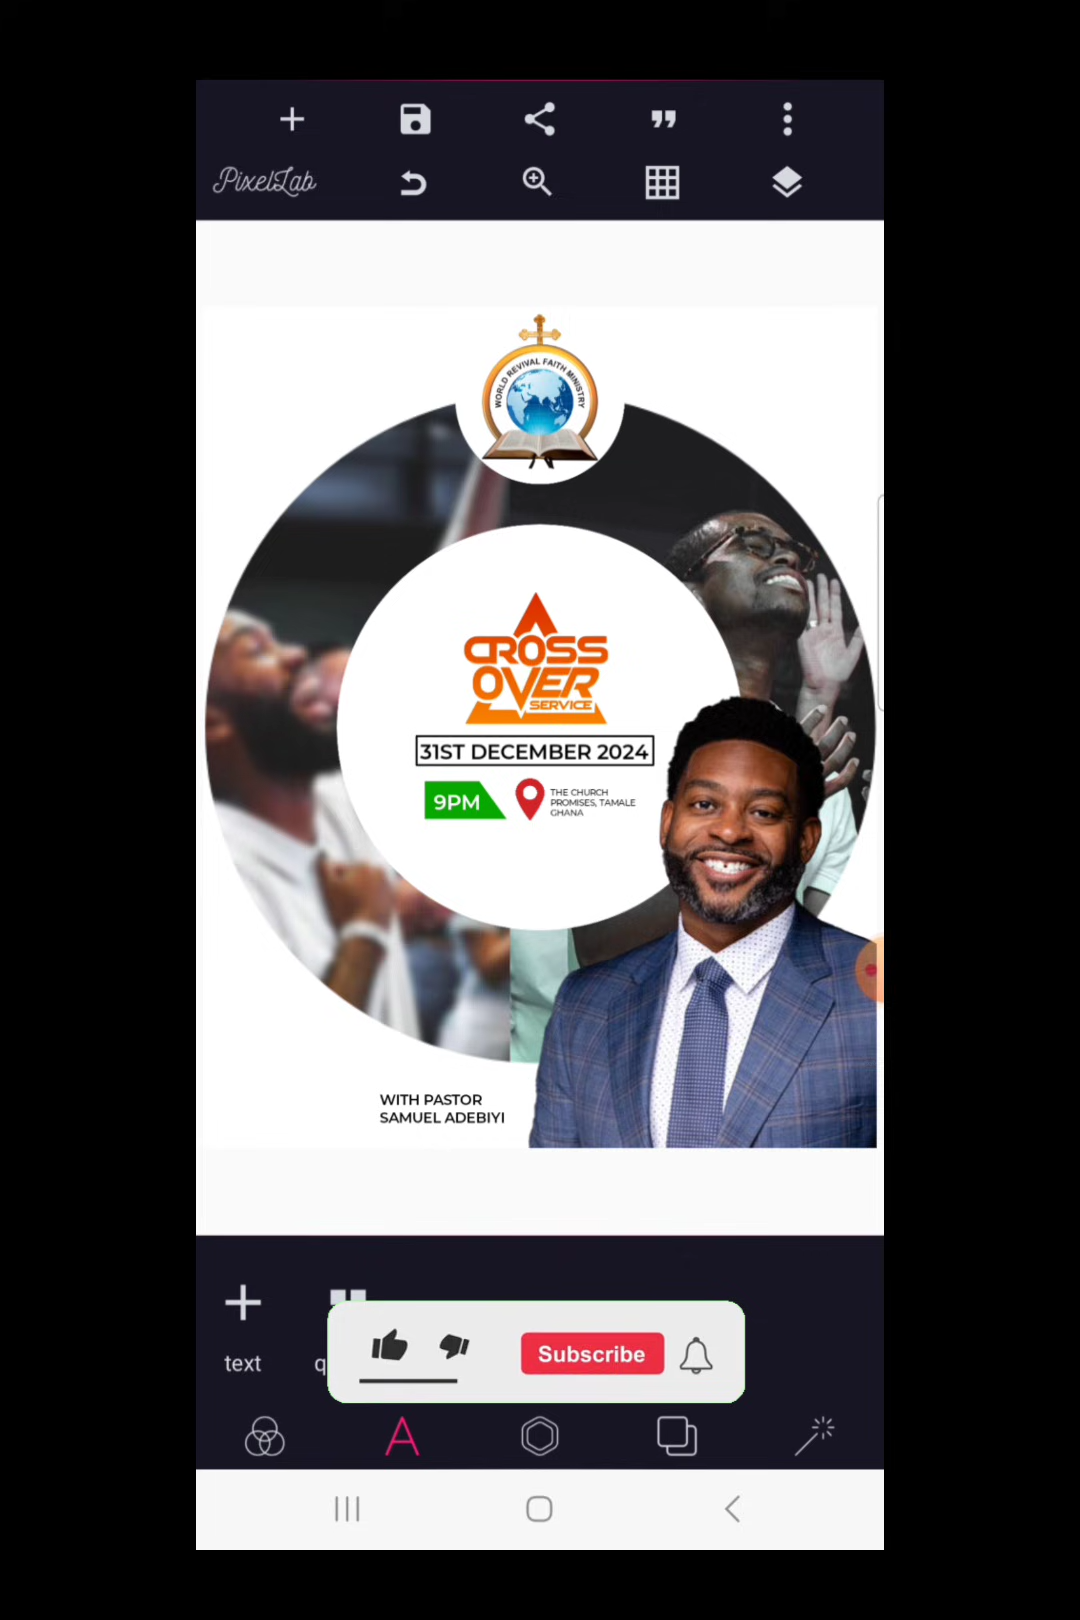 PixelLab
WORLD REVIVAL FAITH MINISTRY
CROSS
OVER
SERVICE
31ST DECEMBER 2024
9PM
THE CHURCH
PROMISES, TAMALE
GHANA
WITH PASTOR
SAMUEL ADEBIYI
text
q
Subscribe